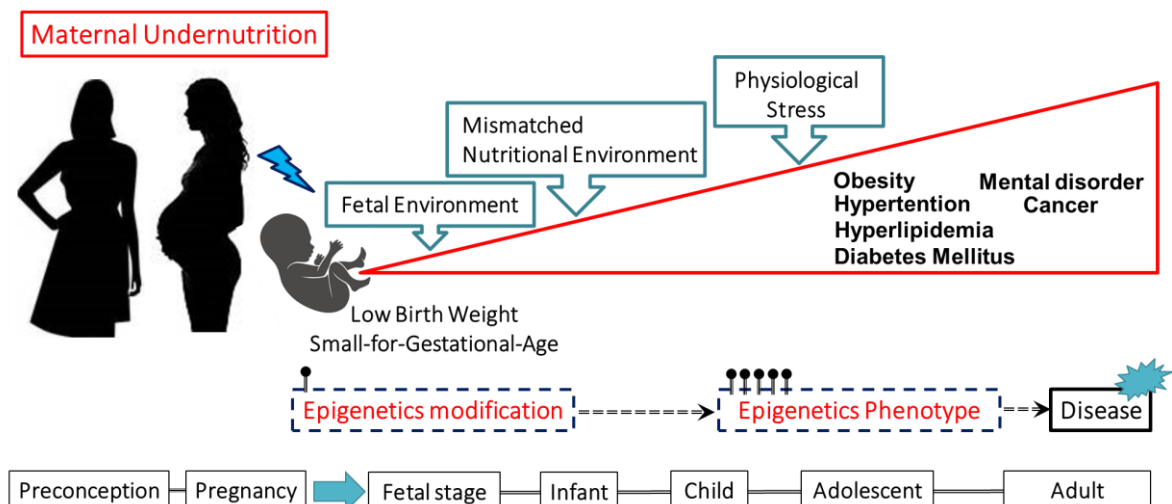 Maternal Undernutrition
Physiological
Stress
Mismatched
Nutritional Environment
Fetal Environment
Obesity
Hypertention
Hyperlipidemia
Diabetes Mellitus
Mental disorder
Cancer
Low Birth Weight
Small-for-Gestational-Age
Epigenetics modification
Epigenetics Phenotype
Disease
Preconception
Pregnancy
Fetal stage
Infant
Child
Adolescent
Adult